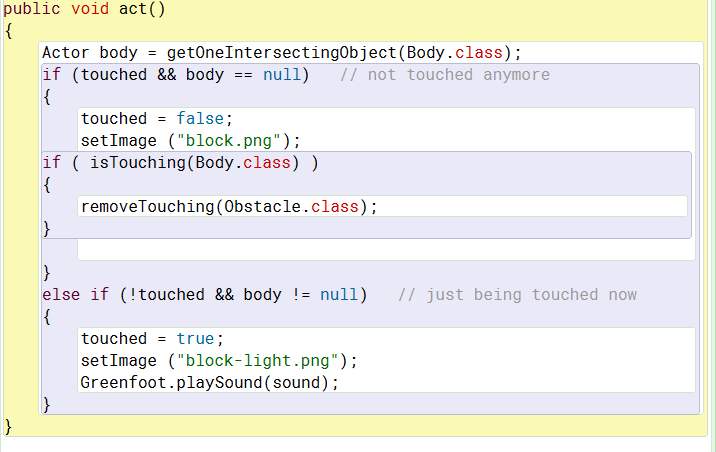 public void act()
{
Actor body = getOneIntersectingObject(Body.class);
if (touched && body == null)   // not touched anymore
{
touched = false;
setImage ("block.png");
if ( isTouching(Body.class) )
{
removeTouching(Obstacle.class);
}
}
else if (!touched && body != null)   // just being touched now
{
touched = true;
setImage ("block-light.png");
Greenfoot.playSound(sound);
}
}